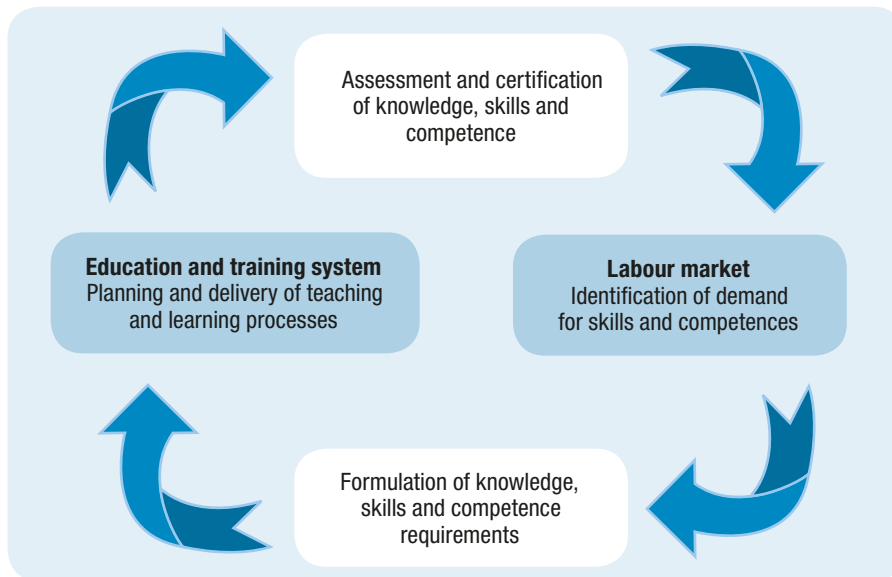 Assessment and certification
of knowledge, skills and
competence
Education and training system
Planning and delivery of teaching
and learning processes
Labour market
Identification of demand
for skills and competences
Formulation of knowledge,
skills and competence
requirements